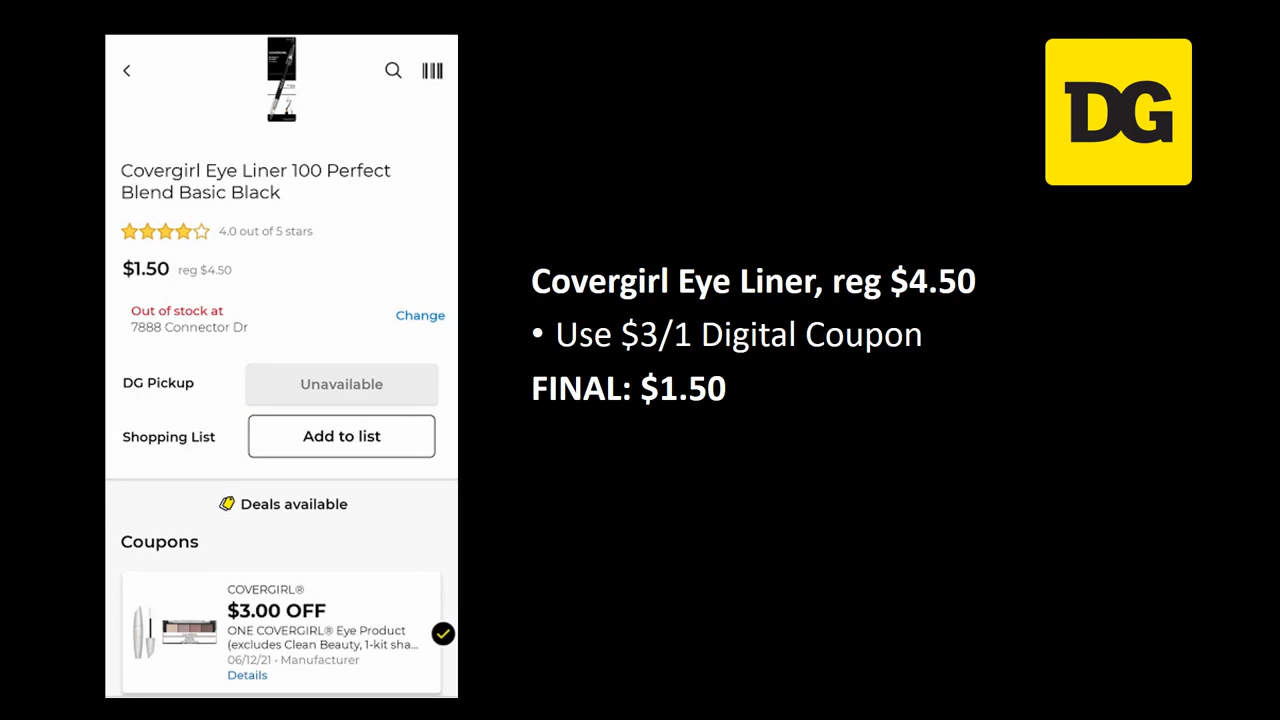 Covergirl Eye Liner 100 Perfect
Blend Basic Black
4.0 out of 5 stars
$1.50 reg $4.50
Out of stock at
7888 Connector Dr
Change
DG Pickup
Unavailable
Shopping List
Add to list
Deals available
Coupons
COVERGIRL®
$3.00 OFF
ONE COVERGIRL® Eye Product
(excludes Clean Beauty, 1-kit sha...
06/12/21 • Manufacturer
Details
DG
Covergirl Eye Liner, reg $4.50
• Use $3/1 Digital Coupon
FINAL: $1.50